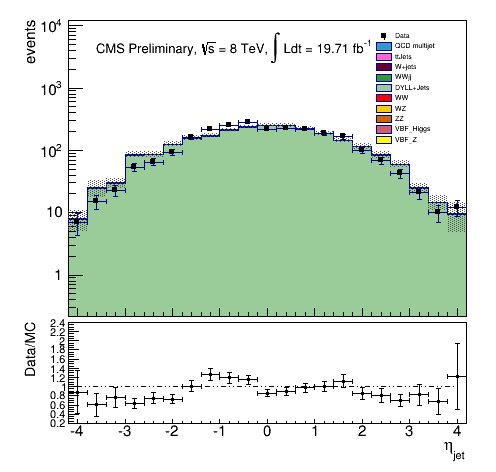 events
10⁴
10³
10²
10
1
CMS Preliminary, √s = 8 TeV, ∫ Ldt = 19.71 fb⁻¹
Data
QCD multijet
ttJets
W+jets
WWjj
DYLL+Jets
WW
WZ
ZZ
VBF_Higgs
VBF_Z
Data/MC
2.4
2.2
2
1.8
1.6
1.4
1.2
1
0.8
0.6
0.4
0.2
-4 -3 -2 -1 0 1 2 3 4
η_jet